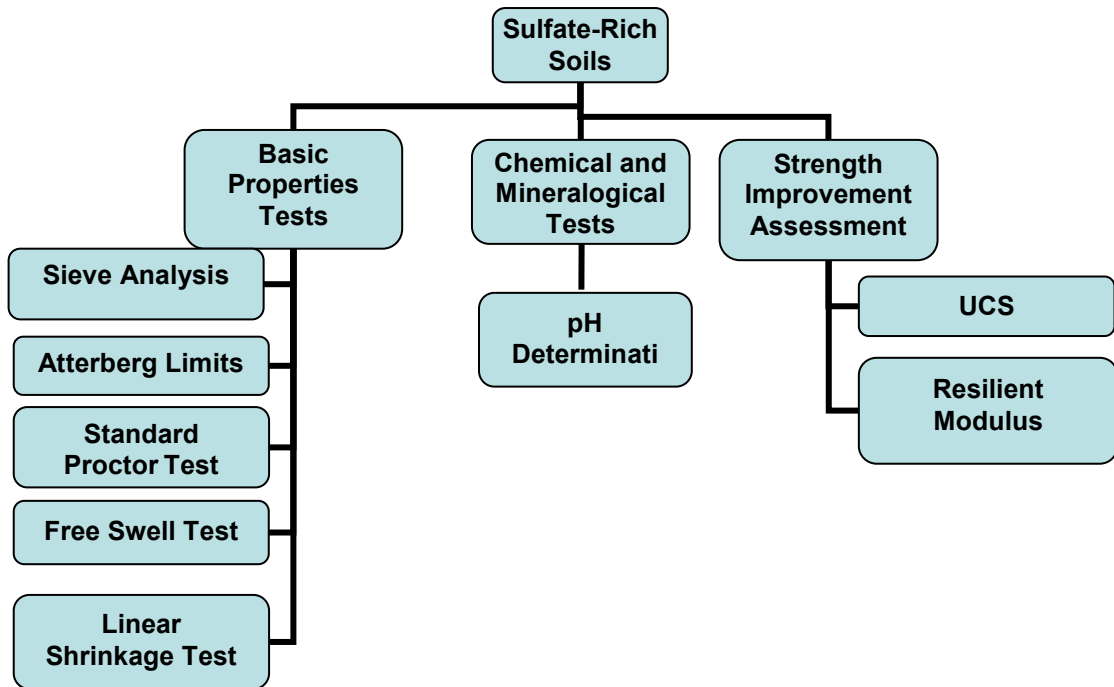 Sulfate-Rich
Soils
Basic
Properties
Tests
Chemical and
Mineralogical
Tests
Strength
Improvement
Assessment
Sieve Analysis
Atterberg Limits
Standard
Proctor Test
Free Swell Test
Linear
Shrinkage Test
pH
Determinati
UCS
Resilient
Modulus